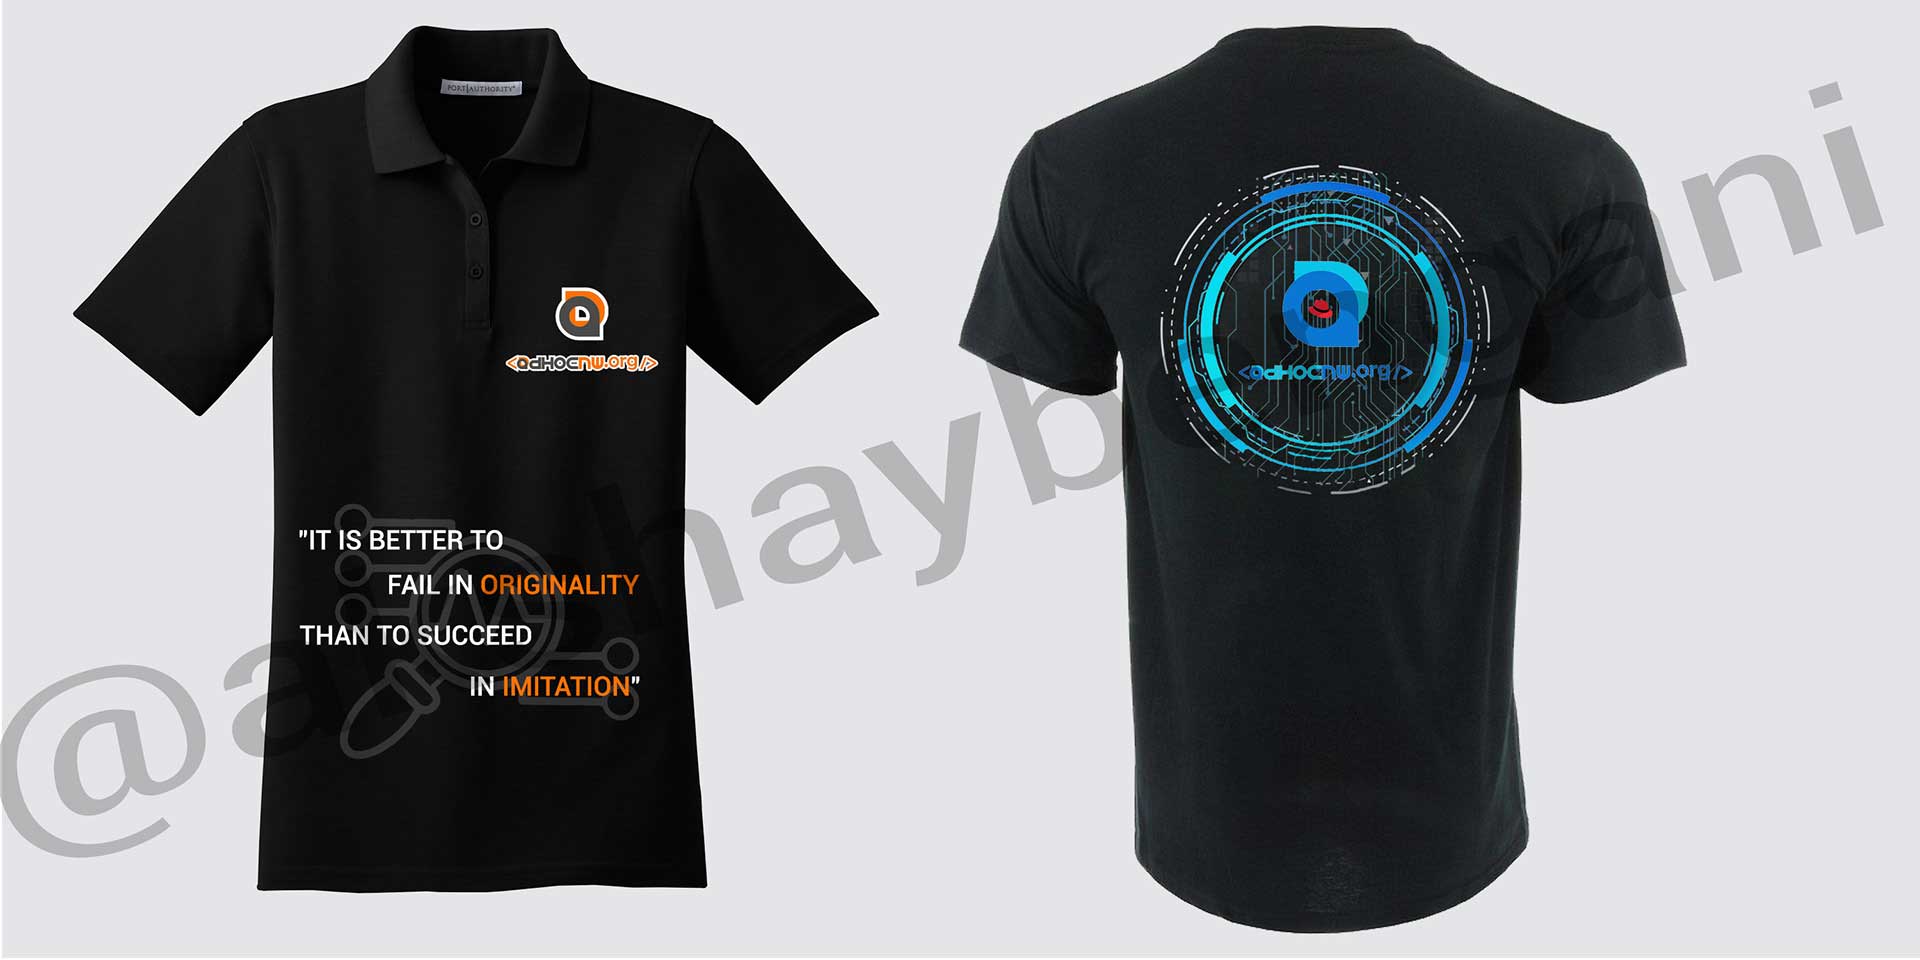 PORT AUTHORITY®
<adHocnw.org/>
"IT IS BETTER TO
FAIL IN ORIGINALITY
THAN TO SUCCEED
IN IMITATION"
<adHocnw.org/>